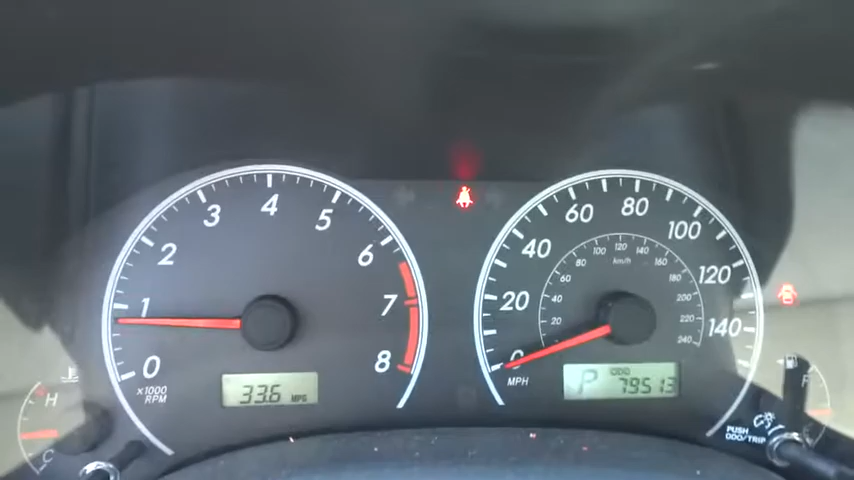 0 1 2 3 4 5 6 7 8
×1000
RPM
33.6 MPG
H
C
0 20 40 60 80 100 120 140
MPH
20 40 60 80 100 120 140 160 180 200 220 240
km/h
ODO
P 79513
F
PUSH
ODO/TRIP